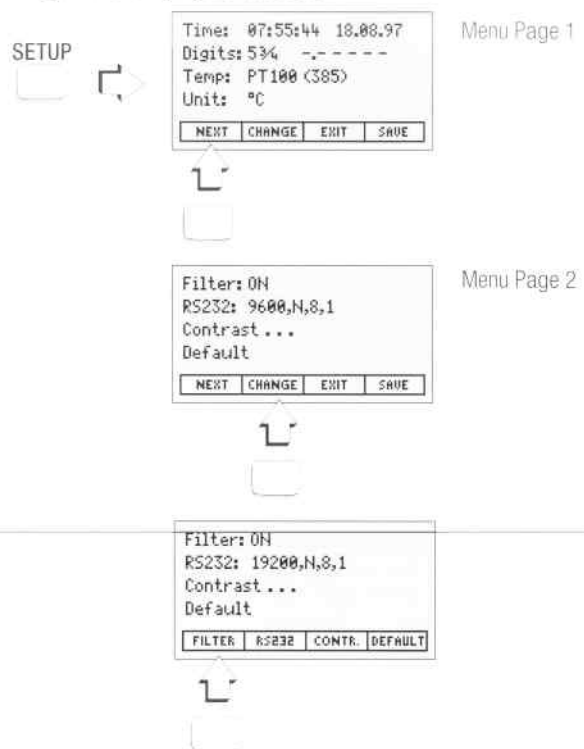 Time: 07:55:44 18.08.97
Menu Page 1
SETUP
Digits: 5¾ -.-----
Temp: PT100 (385)
Unit: °C
NEXT CHANGE EXIT SAVE
Filter: ON
Menu Page 2
RS232: 9600,N,8,1
Contrast ...
Default
NEXT CHANGE EXIT SAVE
Filter: ON
RS232: 19200,N,8,1
Contrast ...
Default
FILTER RS232 CONTR. DEFAULT